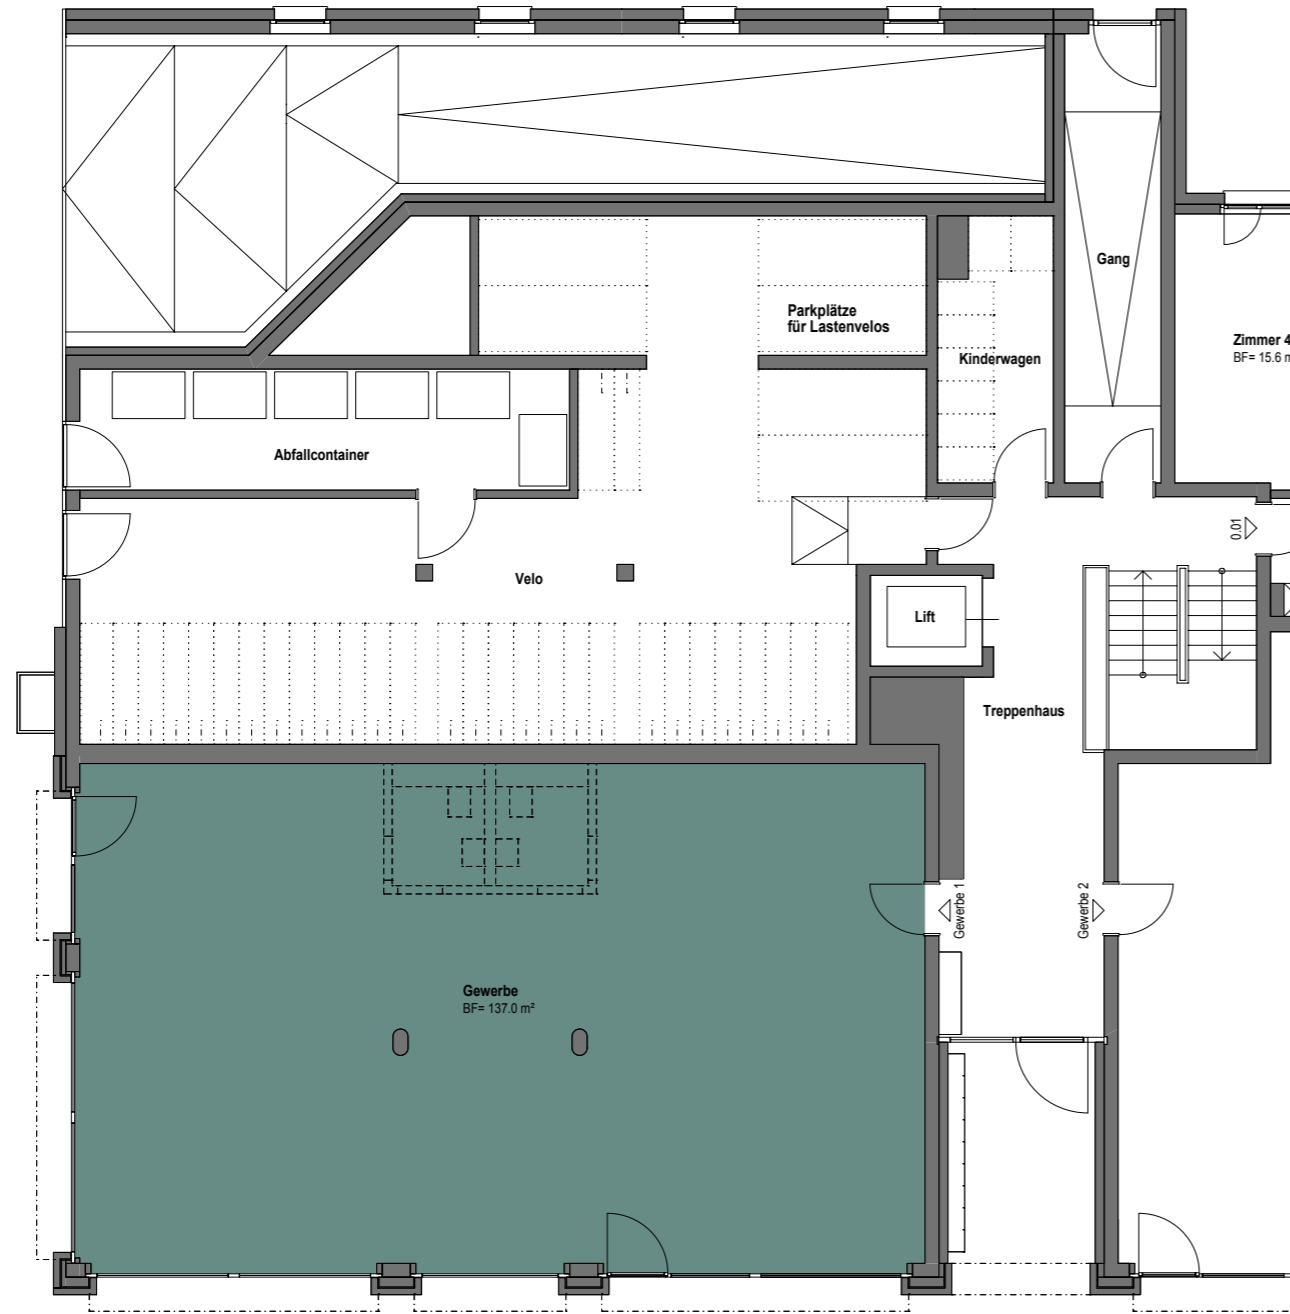 Gang
Parkplätze
für Lastenvelos
Kinderwagen
Zimmer 4
BF= 15.6 m
Abfallcontainer
0.01
Velo
Lift
Treppenhaus
Gewerbe 1
Gewerbe 2
Gewerbe
BF= 137.0 m²